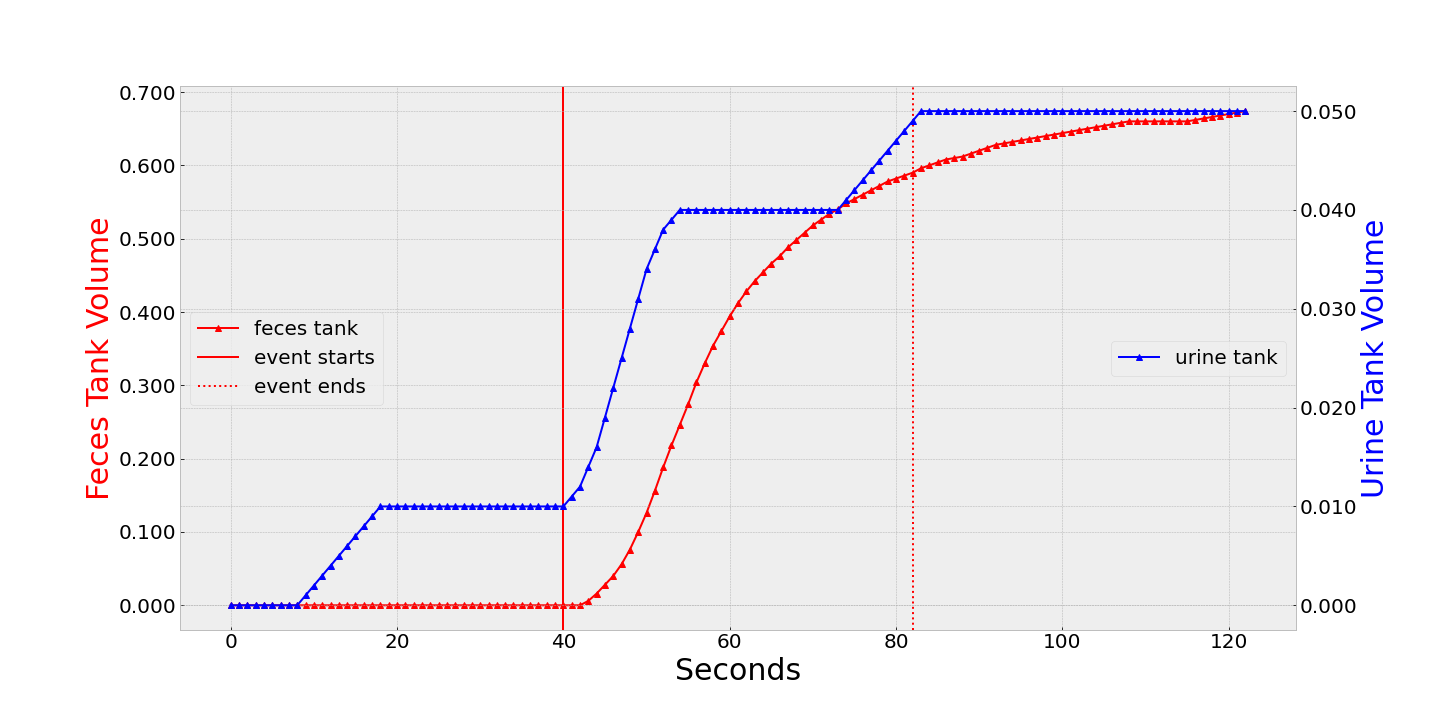 0.700
0.600
0.500
0.400
0.300
0.200
0.100
0.000
Feces Tank Volume
feces tank
event starts
event ends
urine tank
0.050
0.040
0.030
0.020
0.010
0.000
Urine Tank Volume
0 20 40 60 80 100 120
Seconds